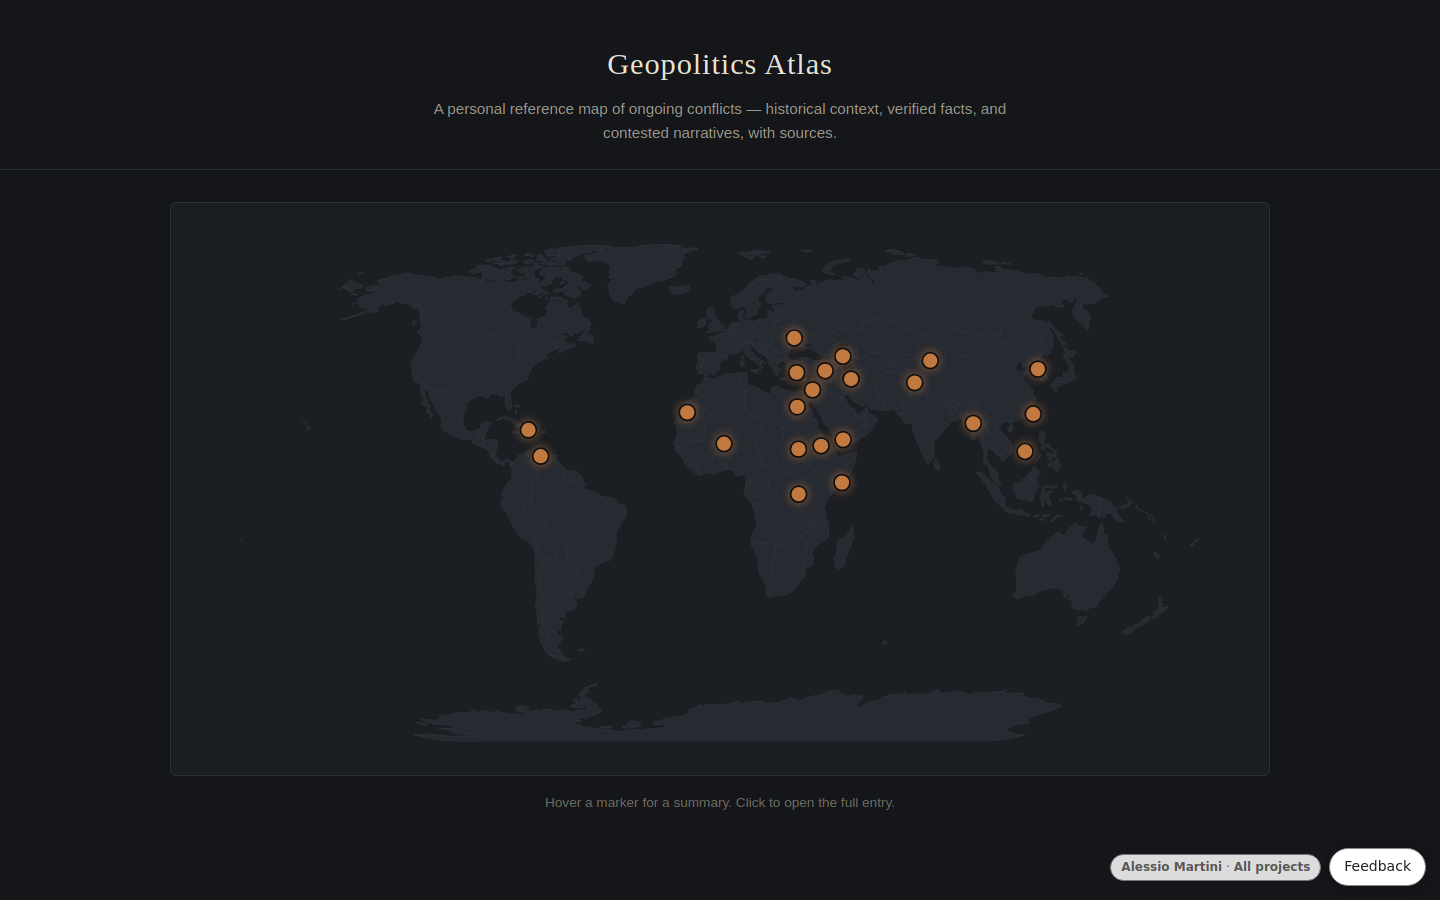 Geopolitics Atlas
A personal reference map of ongoing conflicts — historical context, verified facts, and
contested narratives, with sources.
Hover a marker for a summary. Click to open the full entry.
Alessio Martini · All projects
Feedback